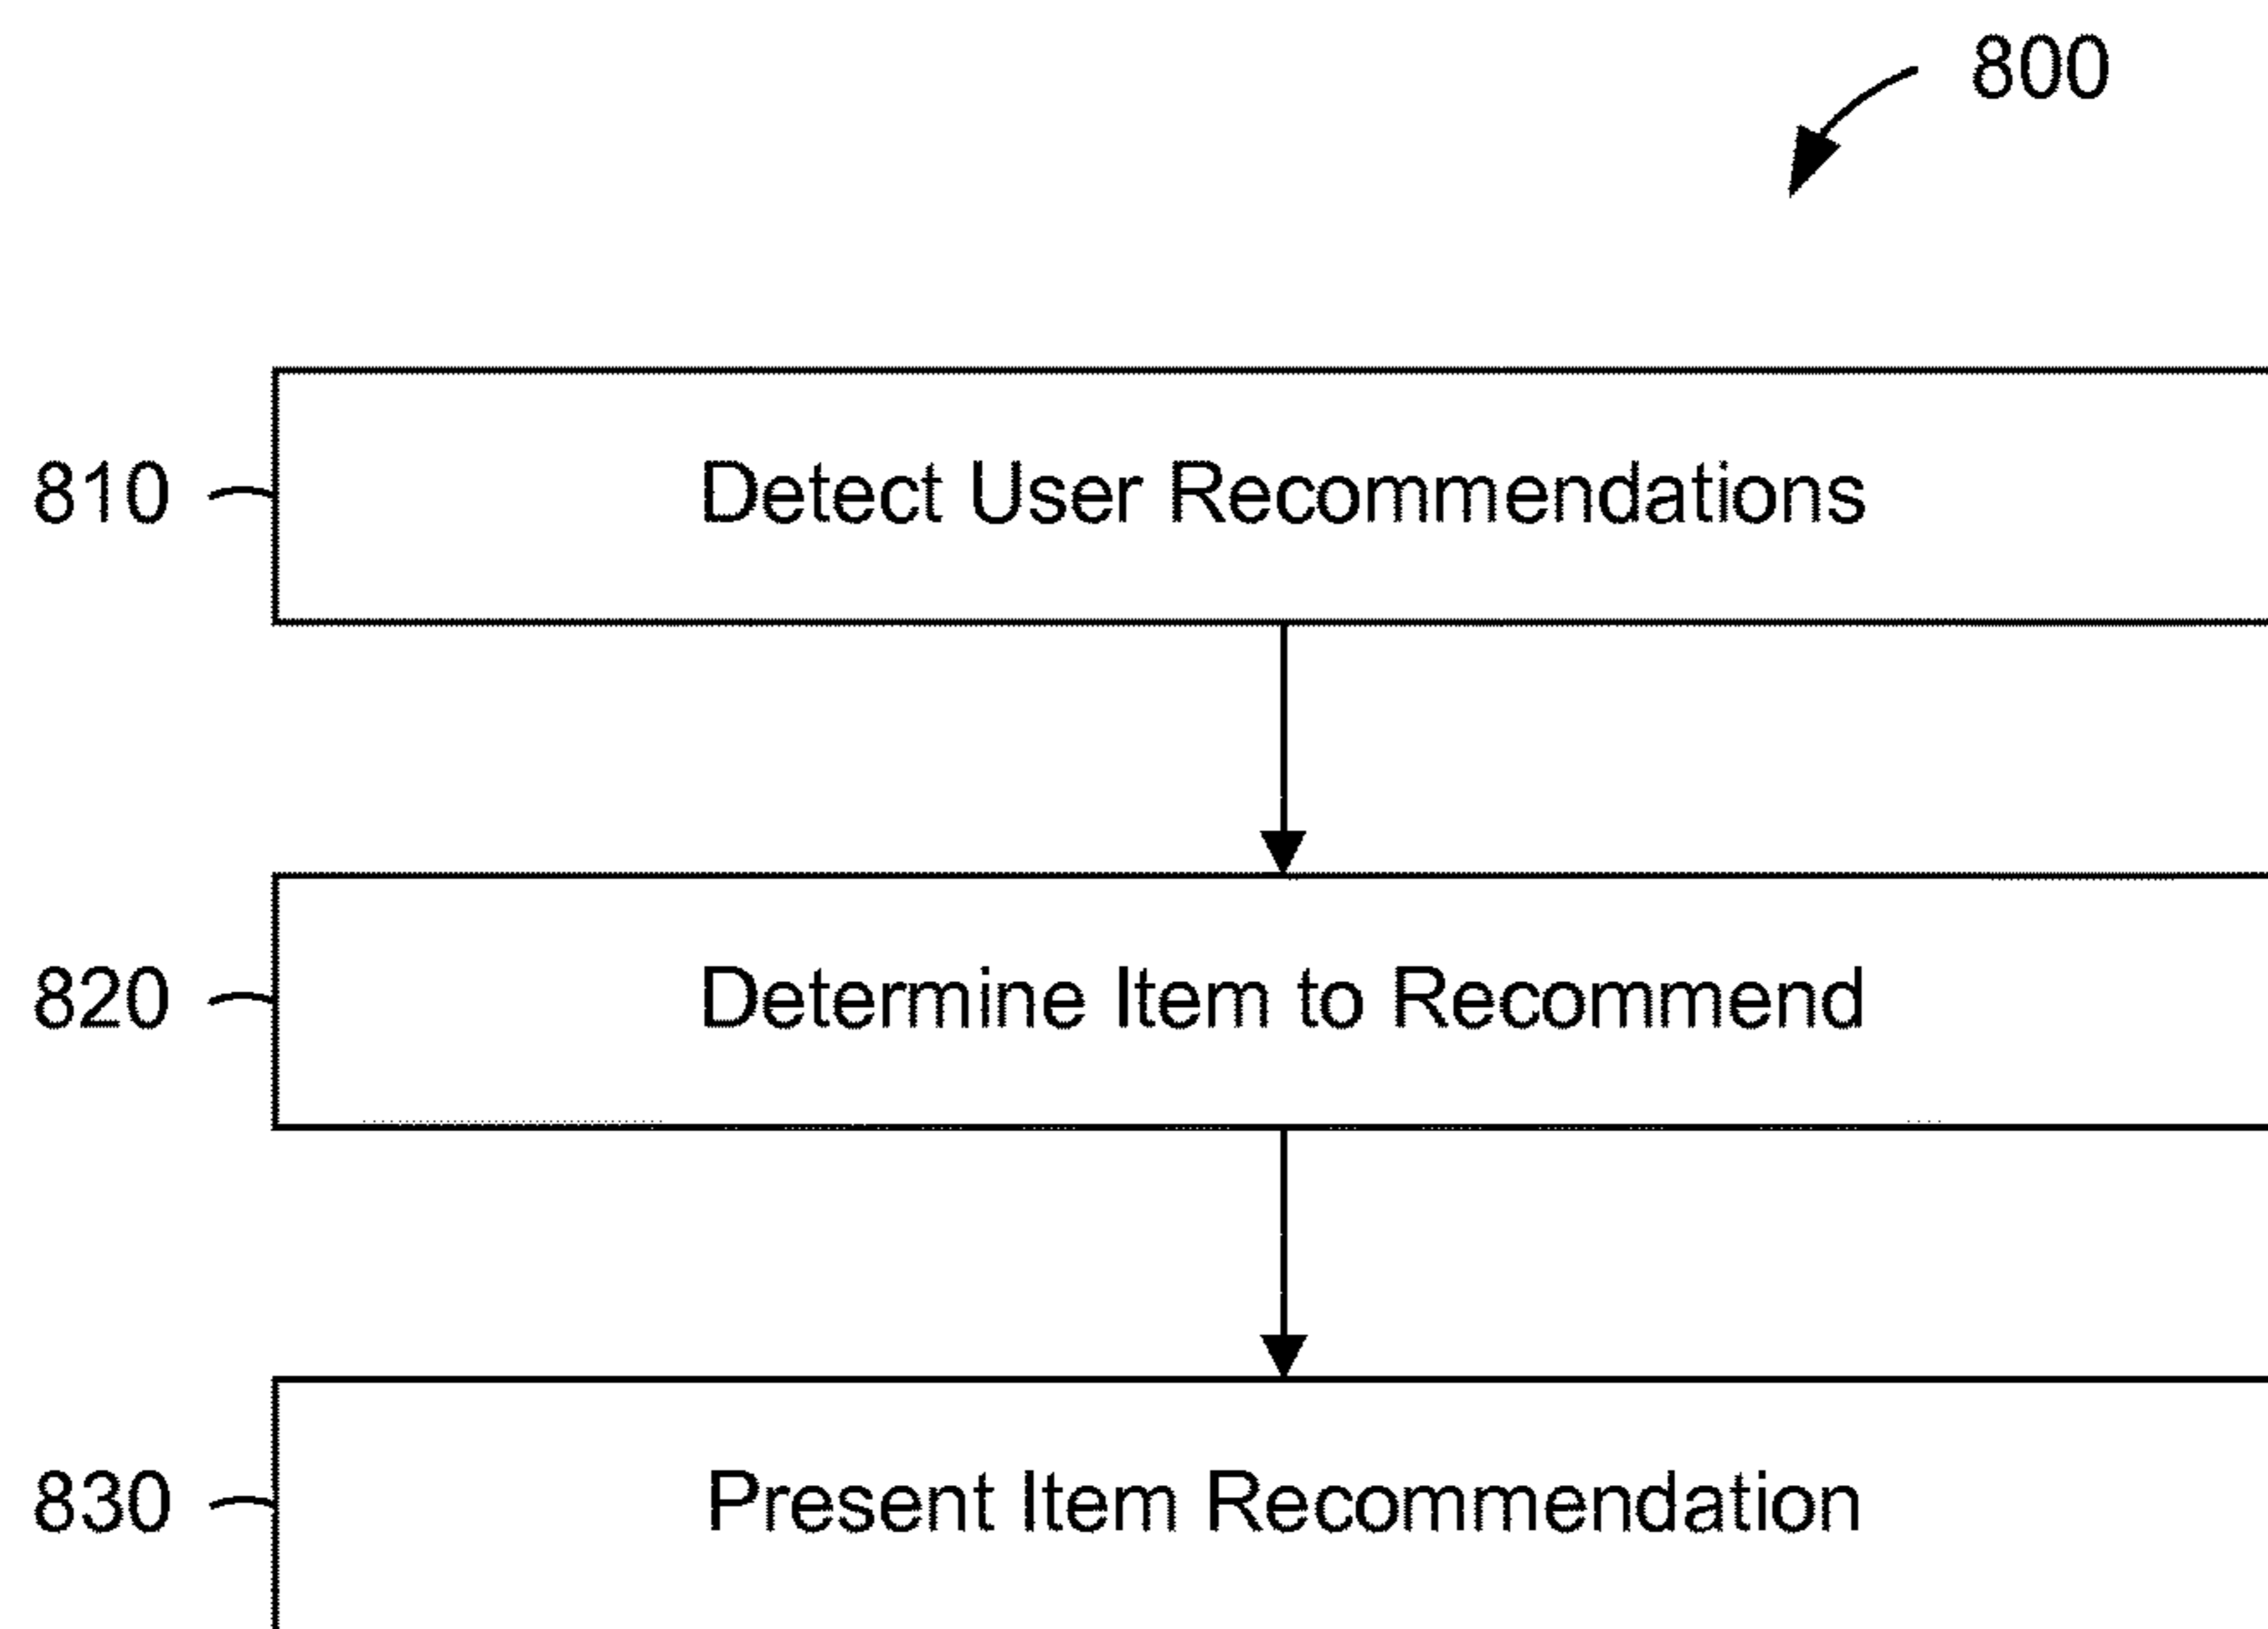 800
810 Detect User Recommendations
820 Determine Item to Recommend
830 Present Item Recommendation